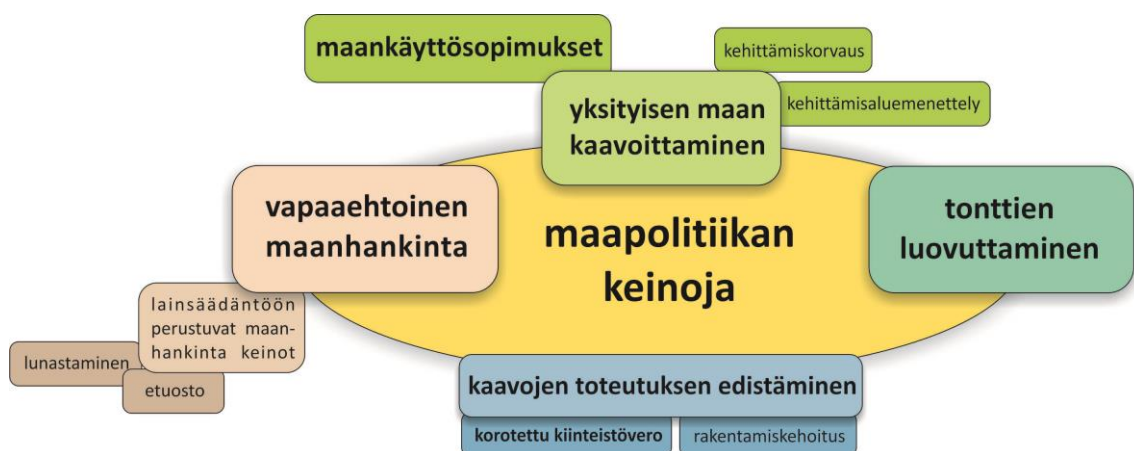 maankäyttösopimukset
kehittämiskorvaus
kehittämisaluemenettely
yksityisen maan
kaavoittaminen
vapaaehtoinen
maanhankinta
maapolitiikan
keinoja
tonttien
luovuttaminen
lainsäädäntöön
perustuvat maan-
hankinta keinot
lunastaminen
etuosto
kaavojen toteutuksen edistäminen
korotettu kiinteistövero
rakentamiskehoitus